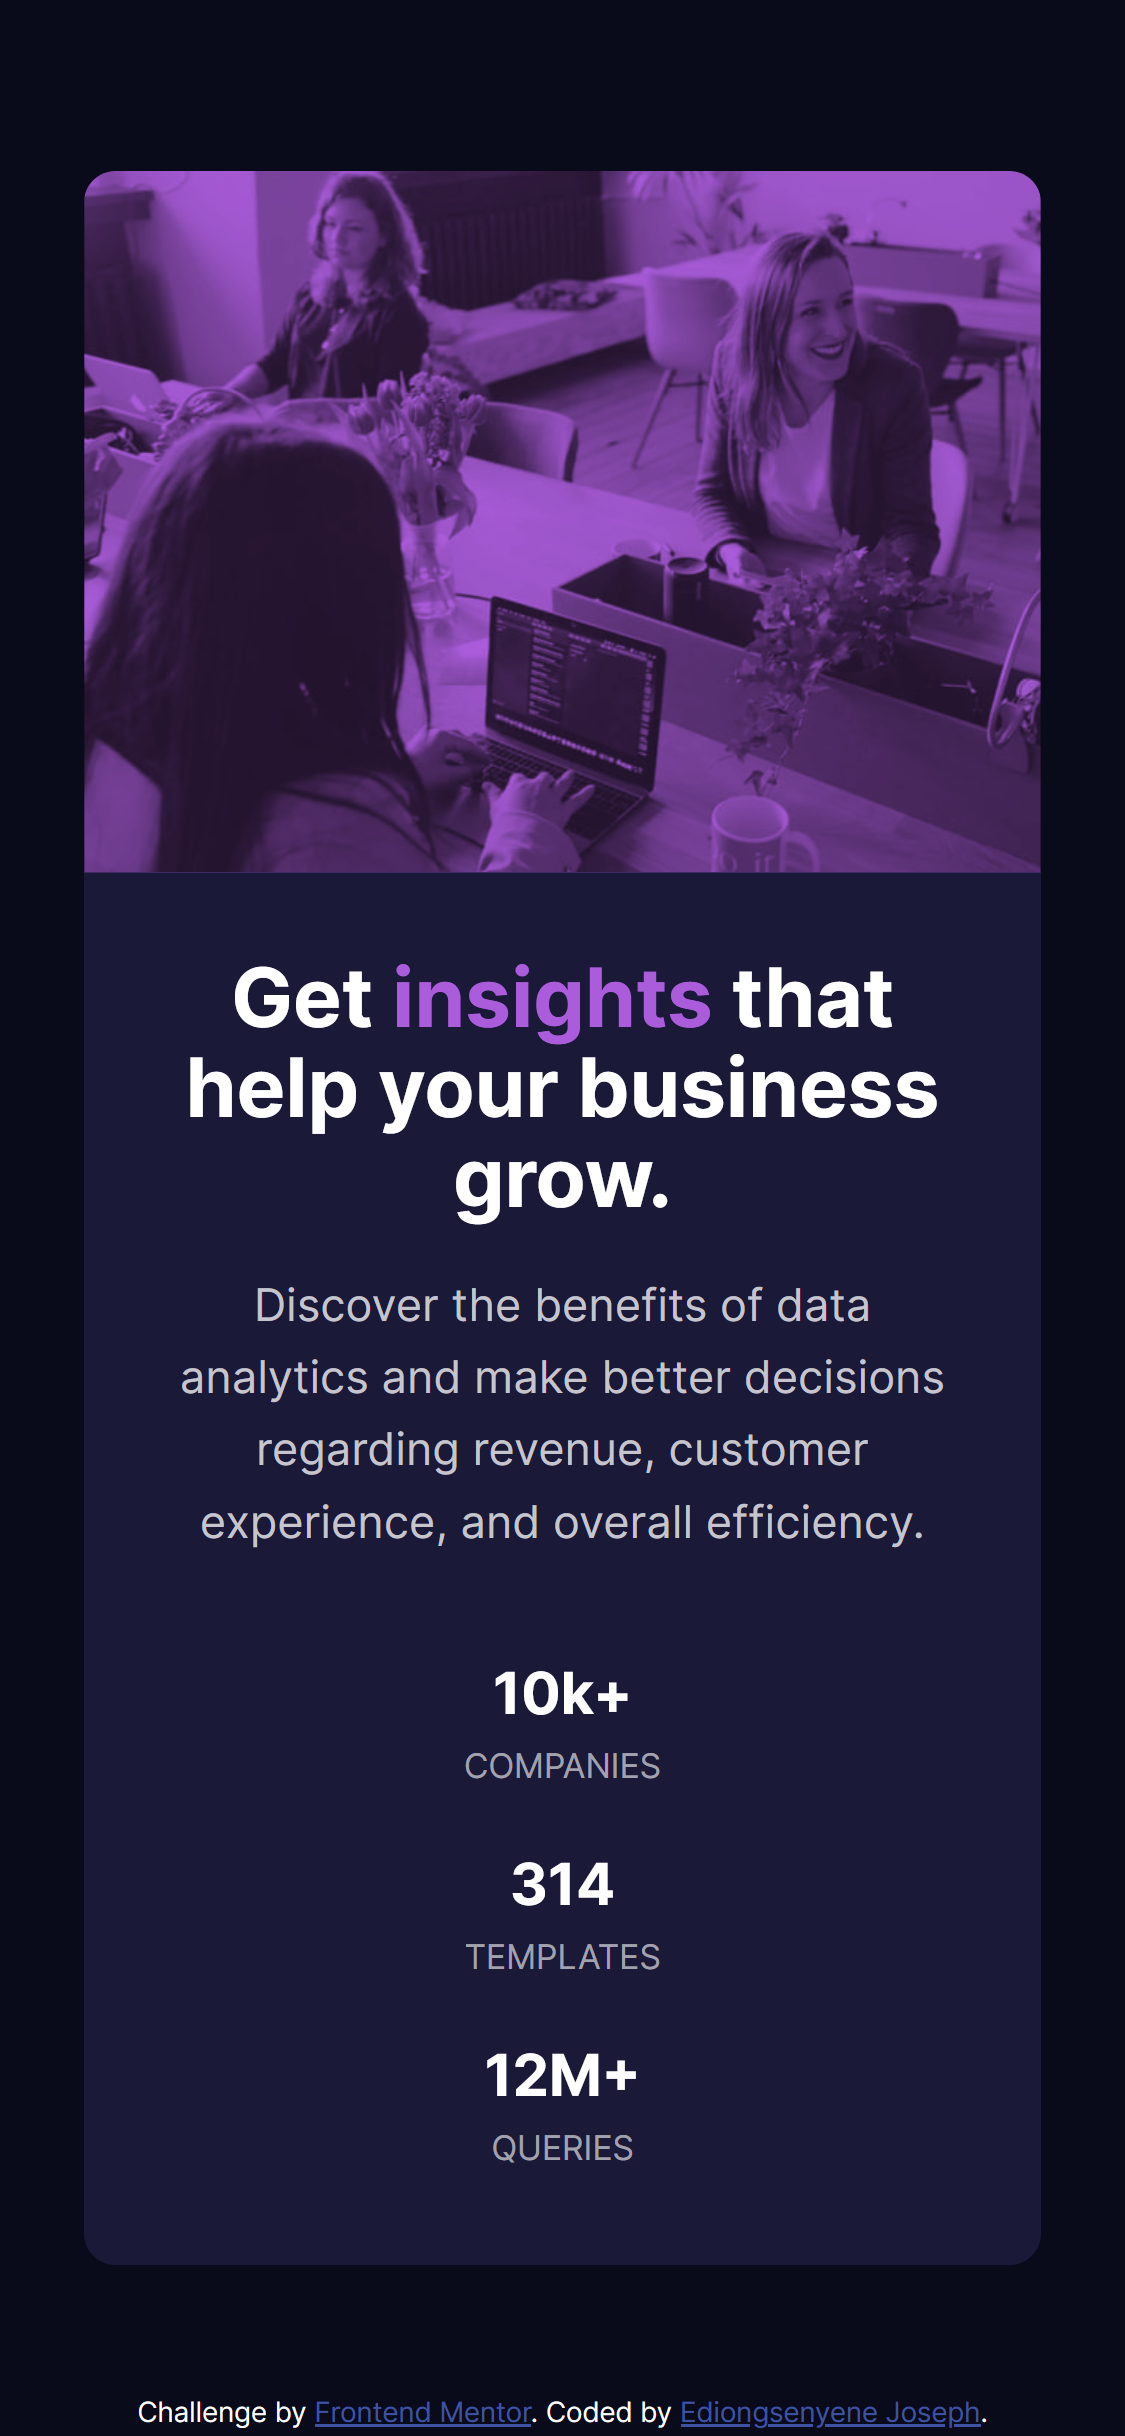 Get insights that
help your business
grow.
Discover the benefits of data
analytics and make better decisions
regarding revenue, customer
experience, and overall efficiency.
10k+
COMPANIES
314
TEMPLATES
12M+
QUERIES
Challenge by Frontend Mentor. Coded by Ediongsenyene Joseph.